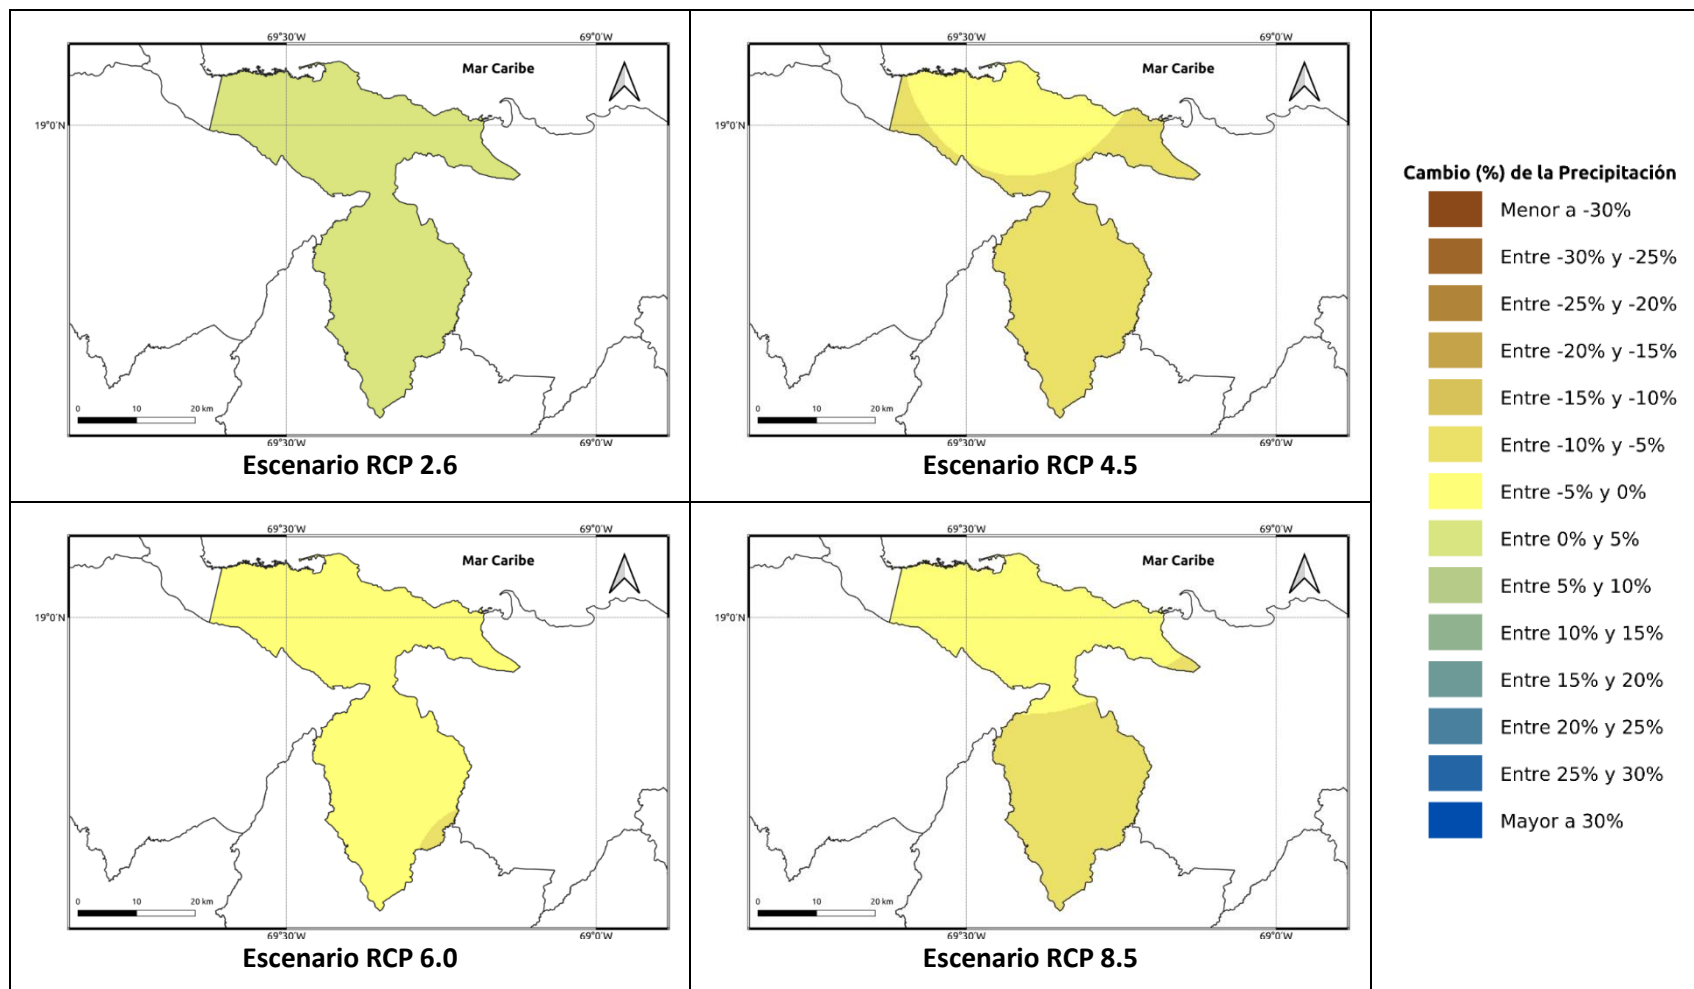 69°30'W 69°0'W
Mar Caribe
19°0'N
0 10 20 km
69°30'W 69°0'W
Escenario RCP 2.6
69°30'W 69°0'W
Mar Caribe
19°0'N
0 10 20 km
69°30'W 69°0'W
Escenario RCP 4.5
69°30'W 69°0'W
Mar Caribe
19°0'N
0 10 20 km
69°30'W 69°0'W
Escenario RCP 6.0
69°30'W 69°0'W
Mar Caribe
19°0'N
0 10 20 km
69°30'W 69°0'W
Escenario RCP 8.5
Cambio (%) de la Precipitación
Menor a -30%
Entre -30% y -25%
Entre -25% y -20%
Entre -20% y -15%
Entre -15% y -10%
Entre -10% y -5%
Entre -5% y 0%
Entre 0% y 5%
Entre 5% y 10%
Entre 10% y 15%
Entre 15% y 20%
Entre 20% y 25%
Entre 25% y 30%
Mayor a 30%